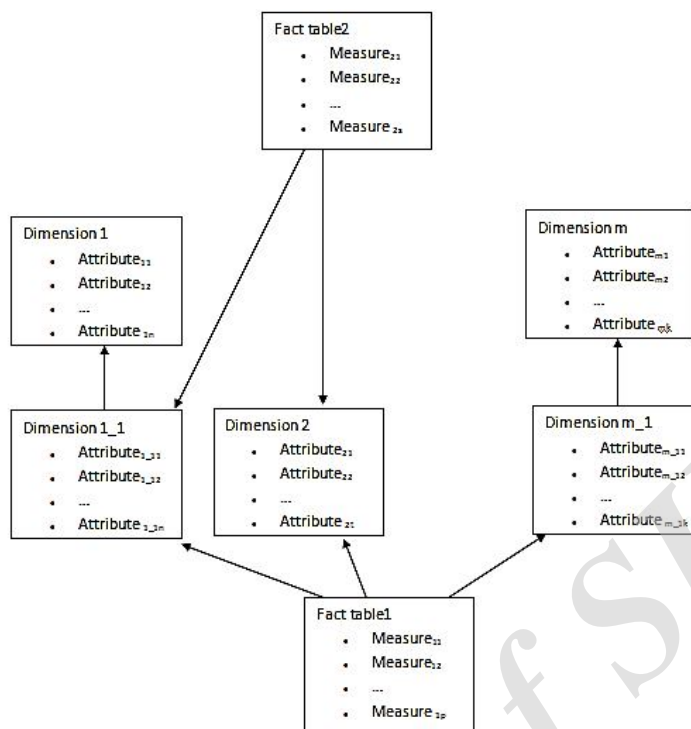 Fact table2
• Measure₂₁
• Measure₂₂
• ...
• Measure ₂ₛ
Dimension 1
• Attribute₁₁
• Attribute₁₂
• ...
• Attribute ₁ₙ
Dimension m
• Attributeₘ₁
• Attributeₘ₂
• ...
• Attribute ₘₖ
Dimension 1_1
• Attribute₁_₁₁
• Attribute₁_₁₂
• ...
• Attribute ₁_₁ₙ
Dimension 2
• Attribute₂₁
• Attribute₂₂
• ...
• Attribute ₂ₜ
Dimension m_1
• Attributeₘ_₁₁
• Attributeₘ_₁₂
• ...
• Attribute ₘ_₁ₖ
Fact table1
• Measure₁₁
• Measure₁₂
• ...
• Measure ₁ₚ